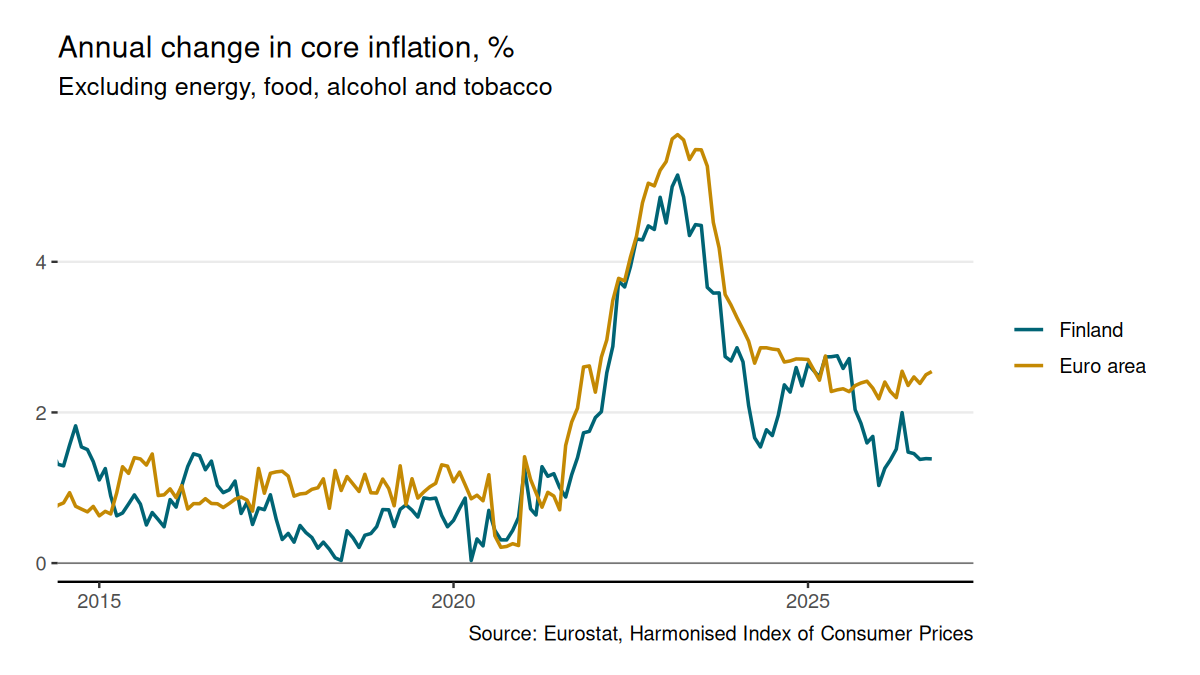 Annual change in core inflation, %
Excluding energy, food, alcohol and tobacco
4
2
0
2015 2020 2025
Finland
Euro area
Source: Eurostat, Harmonised Index of Consumer Prices